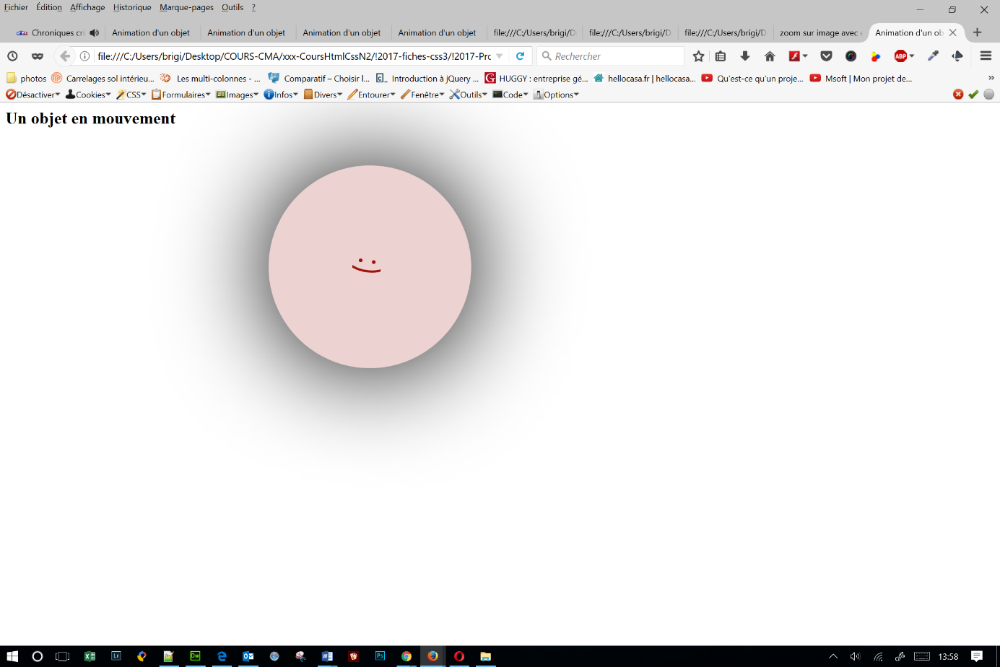 Fichier Édition Affichage Historique Marque-pages Outils ?
Chroniques cri Animation d'un objet Animation d'un objet Animation d'un objet Animation d'un objet file:///C:/Users/brigi/D file:///C:/Users/brigi/D file:///C:/Users/brigi/D zoom sur image avec Animation d'un ob
file:///C:/Users/brigi/Desktop/COURS-CMA/xxx-CoursHtmlCssN2/!2017-fiches-css3/!2017-Prc Rechercher ABP
photos Carrelages sol intérieu... Les multi-colonnes - ... Comparatif – Choisir l... Introduction à jQuery ... G HUGGY : entreprise gé... hellocasa.fr | hellocasa... Qu'est-ce qu'un proje... Msoft | Mon projet de... »
Désactiver Cookies CSS Formulaires Images Infos Divers Entourer Fenêtre Outils Code Options
Un objet en mouvement
Lr Dw Ps 13:58